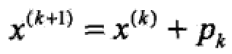 x^{(k+1)} = x^{(k)} + p_k